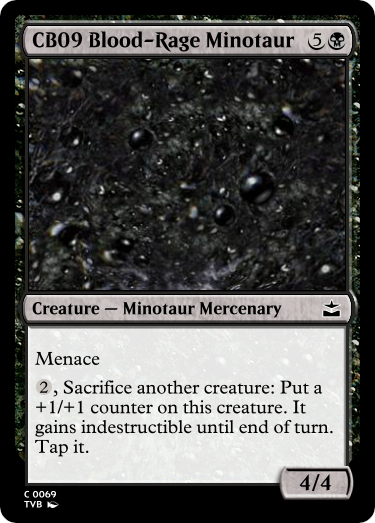 CB09 Blood-Rage Minotaur 5
Creature — Minotaur Mercenary
Menace
2, Sacrifice another creature: Put a
+1/+1 counter on this creature. It
gains indestructible until end of turn.
Tap it.
4/4
C 0069
TVB